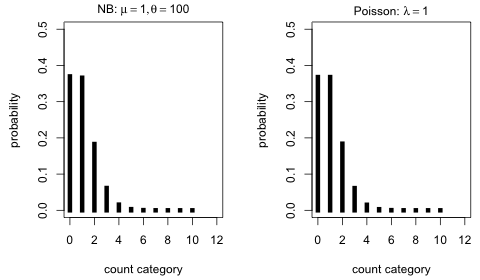 NB: μ = 1, θ = 100
0.5
0.4
0.3
0.2
0.1
0.0
probability
0 2 4 6 8 10 12
count category
Poisson: λ = 1
0.5
0.4
0.3
0.2
0.1
0.0
probability
0 2 4 6 8 10 12
count category